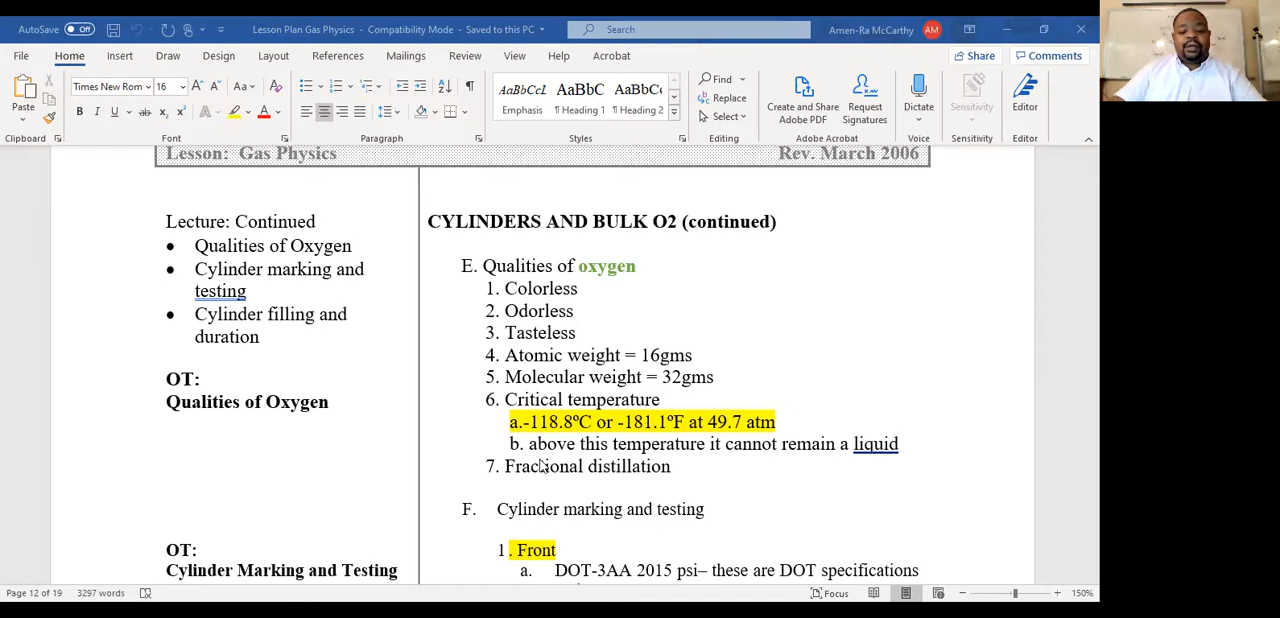 AutoSave Off
Lesson Plan Gas Physics - Compatibility Mode - Saved to this PC
Search
Amen-Ra McCarthy AM
File Home Insert Draw Design Layout References Mailings Review View Help Acrobat
Share Comments
Paste
Times New Rom 16
Aa
B I U ab x₂ x² A A
AaBbCcI AaBbC AaBbCc
Emphasis ¶ Heading 1 ¶ Heading 2
Find
Replace
Select
Create and Share Adobe PDF
Request Signatures
Dictate
Sensitivity
Editor
Clipboard Font Paragraph Styles Editing Adobe Acrobat Voice Sensitivity Editor
Lesson: Gas Physics Rev. March 2006
Lecture: Continued
• Qualities of Oxygen
• Cylinder marking and
testing
• Cylinder filling and
duration
OT:
Qualities of Oxygen
OT:
Cylinder Marking and Testing
CYLINDERS AND BULK O2 (continued)
E. Qualities of oxygen
1. Colorless
2. Odorless
3. Tasteless
4. Atomic weight = 16gms
5. Molecular weight = 32gms
6. Critical temperature
a.-118.8ºC or -181.1ºF at 49.7 atm
b. above this temperature it cannot remain a liquid
7. Fractional distillation
F. Cylinder marking and testing
1. Front
a. DOT-3AA 2015 psi– these are DOT specifications
Page 12 of 19 3297 words
Focus
150%